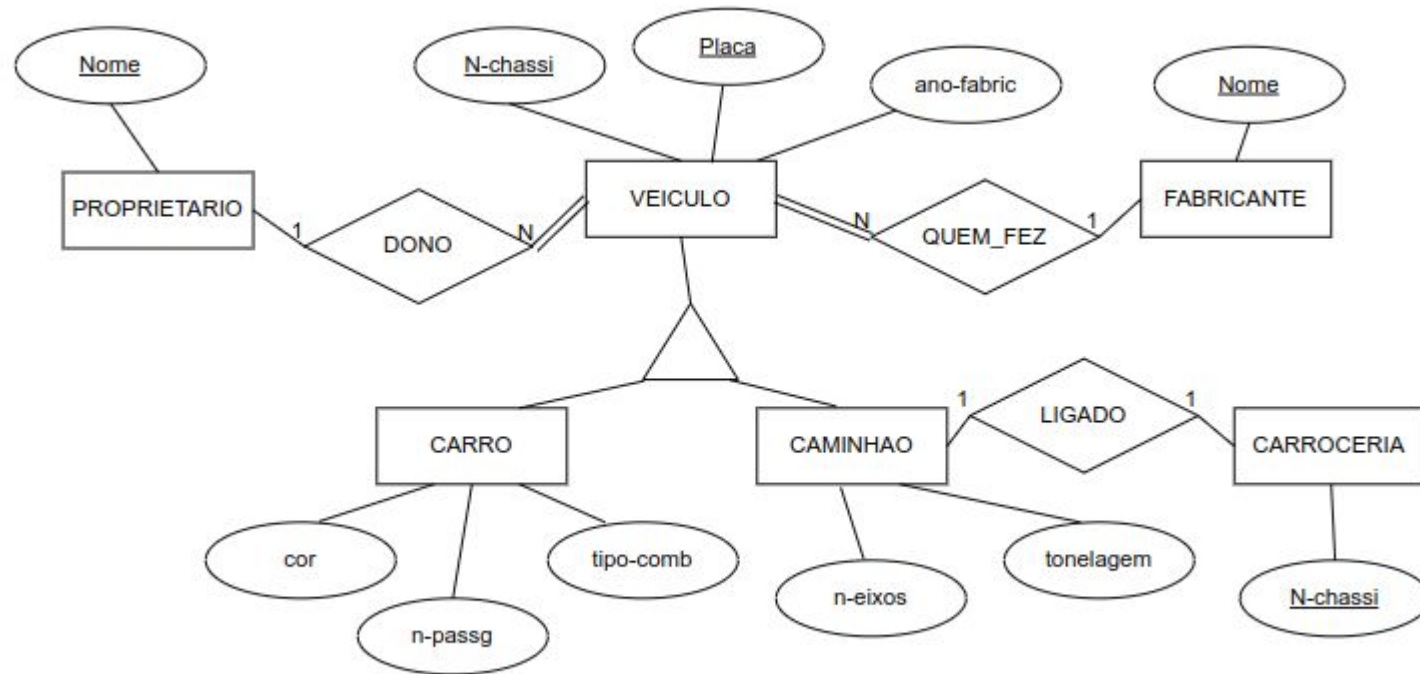 Nome
N-chassi
Placa
ano-fabric
Nome
PROPRIETARIO
1
DONO
N
VEICULO
N
QUEM_FEZ
1
FABRICANTE
CARRO
CAMINHAO
1
LIGADO
1
CARROCERIA
cor
n-passg
tipo-comb
n-eixos
tonelagem
N-chassi